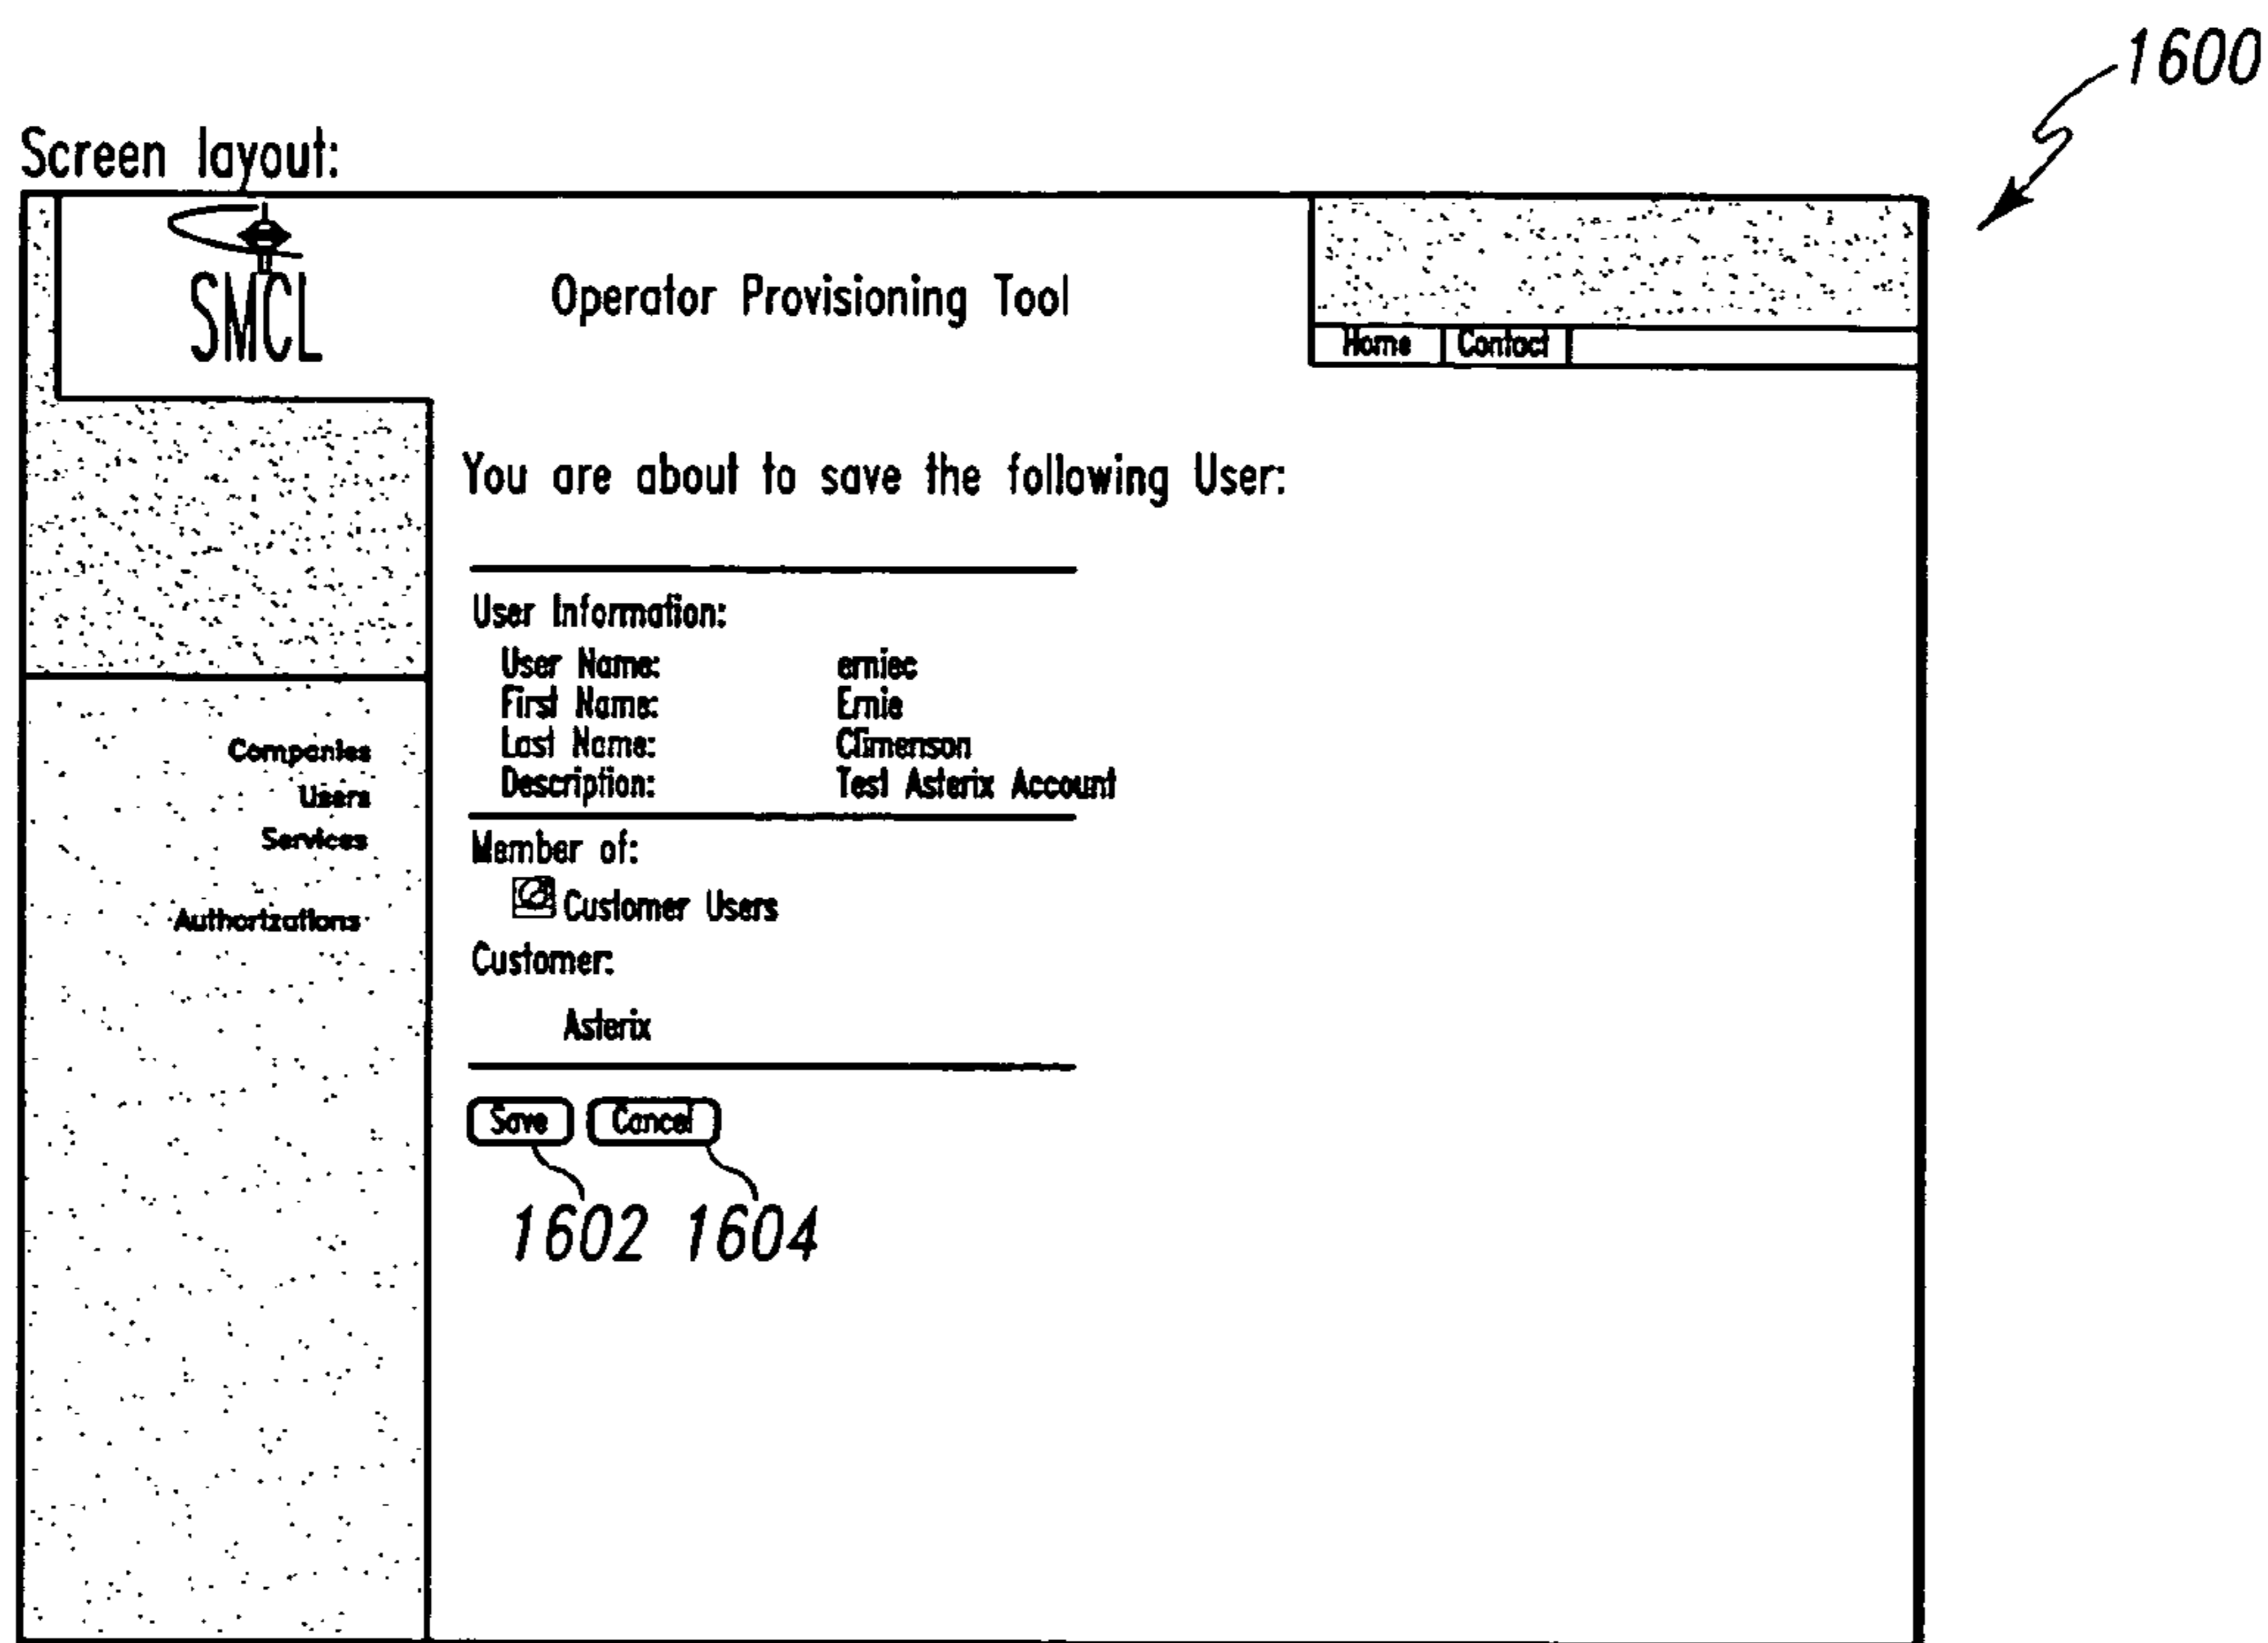 1600
Screen layout:
SMCL
Operator Provisioning Tool
Home Contact
You are about to save the following User:
User Information:
User Name: erniec
First Name: Ernie
Last Name: Climenson
Description: Test Asterix Account
Companies
Users
Services
Authorizations
Member of:
Customer Users
Customer:
Asterix
Save Cancel
1602 1604